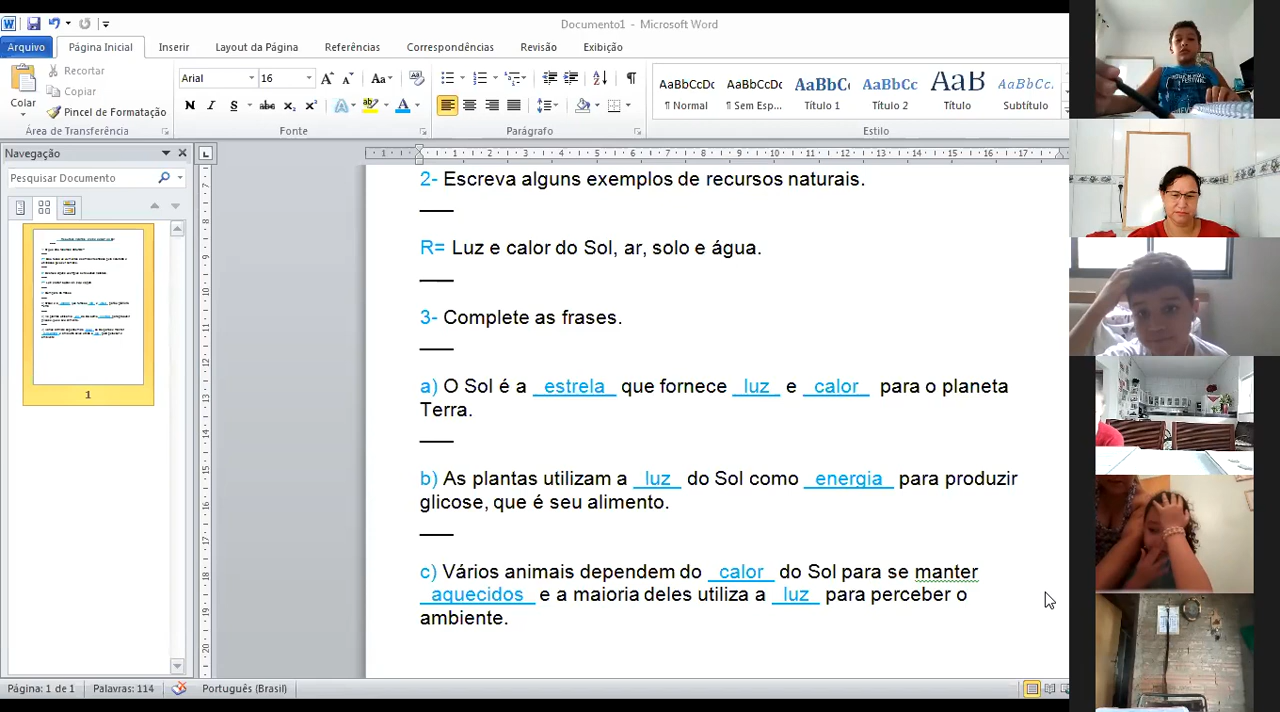 Documento1 - Microsoft Word
Arquivo Página Inicial Inserir Layout da Página Referências Correspondências Revisão Exibição
Colar
Recortar
Copiar
Pincel de Formatação
Área de Transferência
Arial 16
N I S abc
Fonte
Parágrafo
AaBbCcDc AaBbCcDc AaBbC AaBbCc AaB AaBbCc.
¶ Normal ¶ Sem Esp... Título 1 Título 2 Título Subtítulo
Estilo
Navegação
Pesquisar Documento
1
2- Escreva alguns exemplos de recursos naturais.
R= Luz e calor do Sol, ar, solo e água.
3- Complete as frases.
a) O Sol é a estrela que fornece luz e calor para o planeta
Terra.
b) As plantas utilizam a luz do Sol como energia para produzir
glicose, que é seu alimento.
c) Vários animais dependem do calor do Sol para se manter
aquecidos e a maioria deles utiliza a luz para perceber o
ambiente.
Página: 1 de 1 Palavras: 114 Português (Brasil)